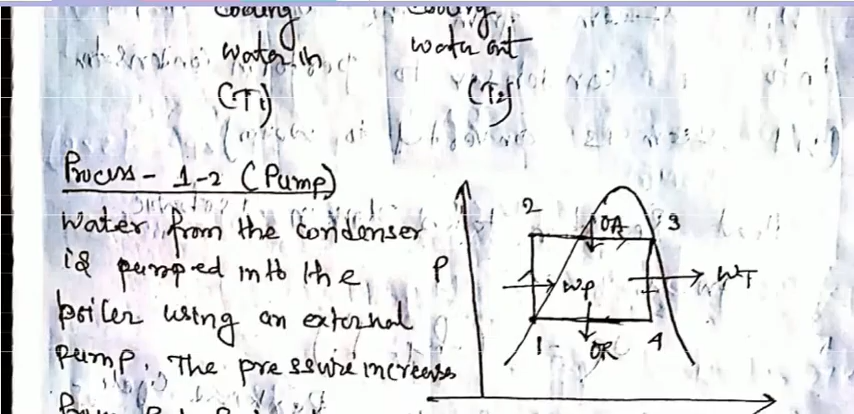 Cooling Cooling
water in water out
(T1) (T2)
Process - 1-2 (Pump)
Water from the condenser
is pumped into the
boiler using an external
pump. The pressure increases
P
2 QA 3
WP WT
1 QR 4